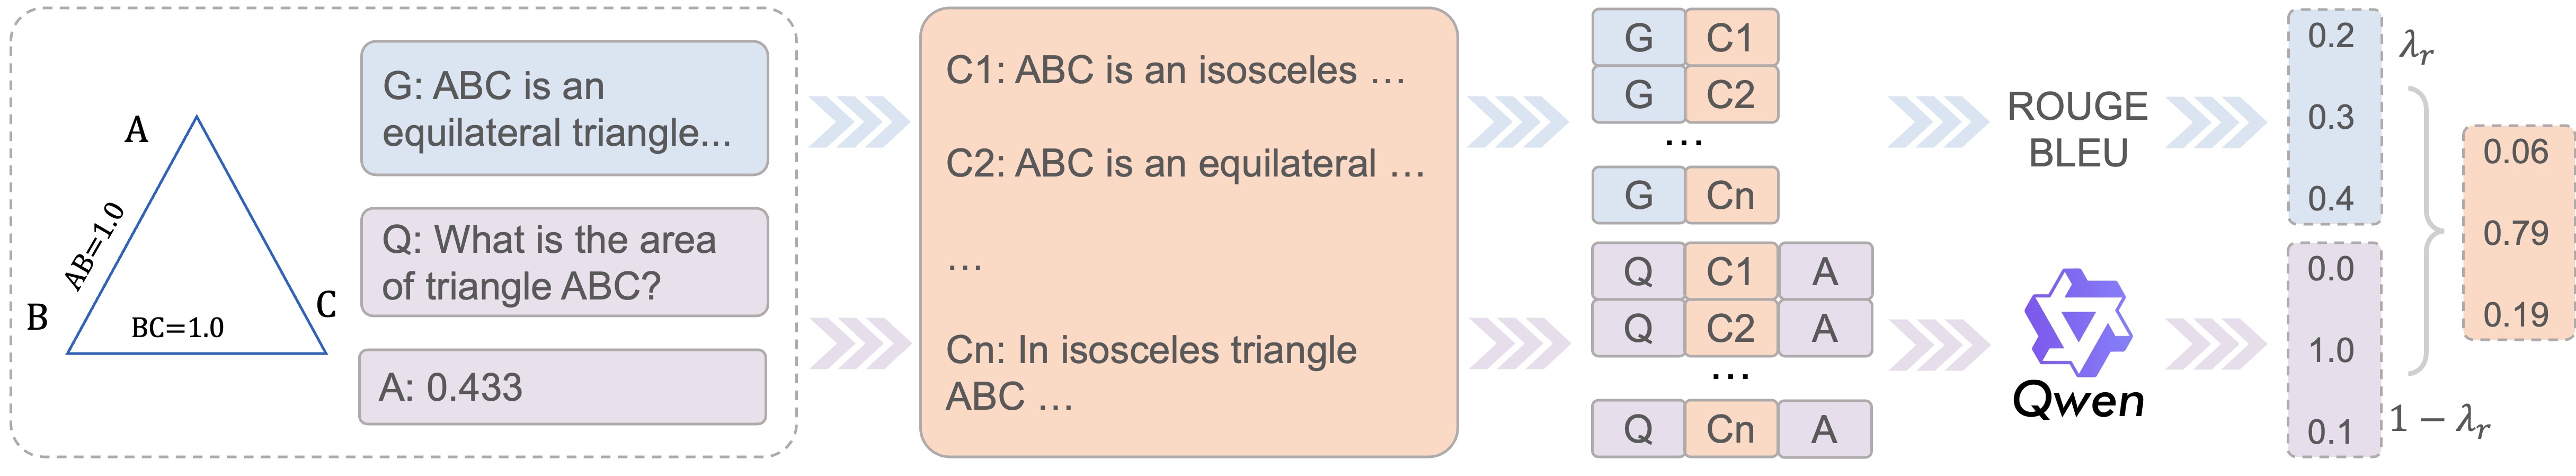 A
B
C
AB=1.0
BC=1.0
G: ABC is an
equilateral triangle...
Q: What is the area
of triangle ABC?
A: 0.433
C1: ABC is an isosceles …
C2: ABC is an equilateral …
…
Cn: In isosceles triangle
ABC …
G C1
G C2
...
G Cn
Q C1 A
Q C2 A
...
Q Cn A
ROUGE
BLEU
Qwen
0.2
0.3
0.4
0.0
1.0
0.1
λr
1 − λr
0.06
0.79
0.19